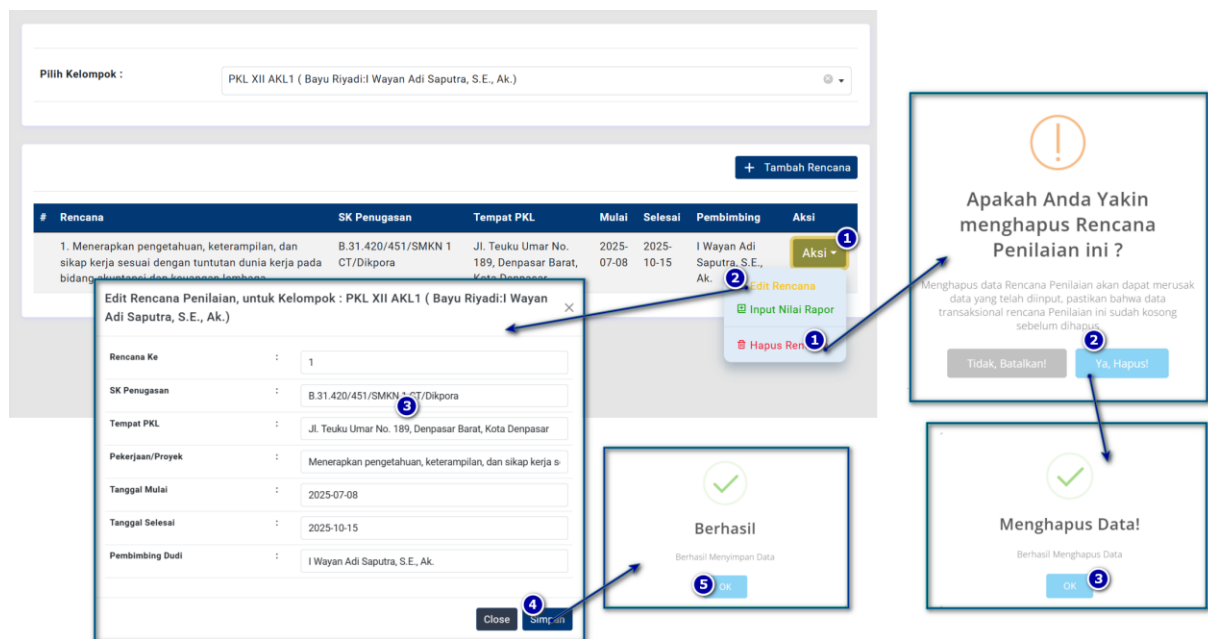 Pilih Kelompok :
PKL XII AKL1 ( Bayu Riyadi:I Wayan Adi Saputra, S.E., Ak.)
+ Tambah Rencana
# Rencana SK Penugasan Tempat PKL Mulai Selesai Pembimbing Aksi
1. Menerapkan pengetahuan, keterampilan, dan B.31.420/451/SMKN 1 Jl. Teuku Umar No. 2025- 2025- I Wayan Adi
sikap kerja sesuai dengan tuntutan dunia kerja pada CT/Dikpora 189, Denpasar Barat, 07-08 10-15 Saputra, S.E.,
bidang akuntansi dan keuangan lembaga Kota Denpasar Ak.
Aksi
1
2
Edit Rencana
Input Nilai Rapor
Hapus
1
Edit Rencana Penilaian, untuk Kelompok : PKL XII AKL1 ( Bayu Riyadi:I Wayan
Adi Saputra, S.E., Ak.)
Rencana Ke : 1
SK Penugasan : B.31.420/451/SMKN 1 CT/Dikpora
3
Tempat PKL : Jl. Teuku Umar No. 189, Denpasar Barat, Kota Denpasar
Pekerjaan/Proyek : Menerapkan pengetahuan, keterampilan, dan sikap kerja s
Tanggal Mulai : 2025-07-08
Tanggal Selesai : 2025-10-15
Pembimbing Dudi : I Wayan Adi Saputra, S.E., Ak.
4
Close Simpan
Berhasil
Berhasil Menyimpan Data
5
OK
Apakah Anda Yakin
menghapus Rencana
Penilaian ini ?
Menghapus data Rencana Penilaian akan dapat merusak
data yang telah diinput, pastikan bahwa data
transaksional rencana Penilaian ini sudah kosong
sebelum dihapus
2
Tidak, Batalkan! Ya, Hapus!
Menghapus Data!
Berhasil Menghapus Data
OK
3